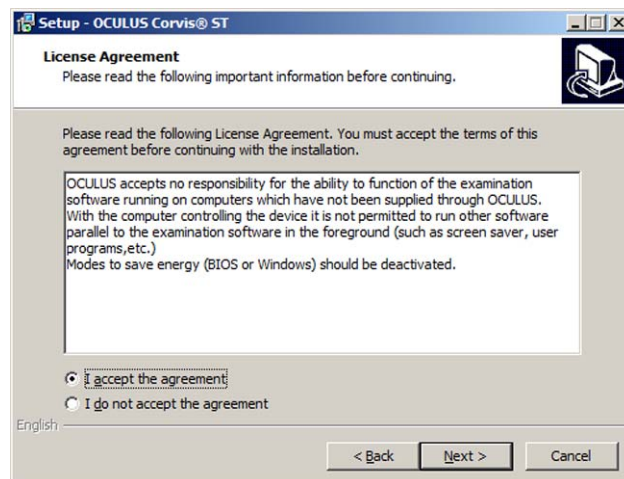 Setup - OCULUS Corvis® ST
License Agreement
Please read the following important information before continuing.
Please read the following License Agreement. You must accept the terms of this
agreement before continuing with the installation.
OCULUS accepts no responsibility for the ability to function of the examination
software running on computers which have not been supplied through OCULUS.
With the computer controlling the device it is not permitted to run other software
parallel to the examination software in the foreground (such as screen saver, user
programs,etc.)
Modes to save energy (BIOS or Windows) should be deactivated.
I accept the agreement
I do not accept the agreement
English
< Back
Next >
Cancel